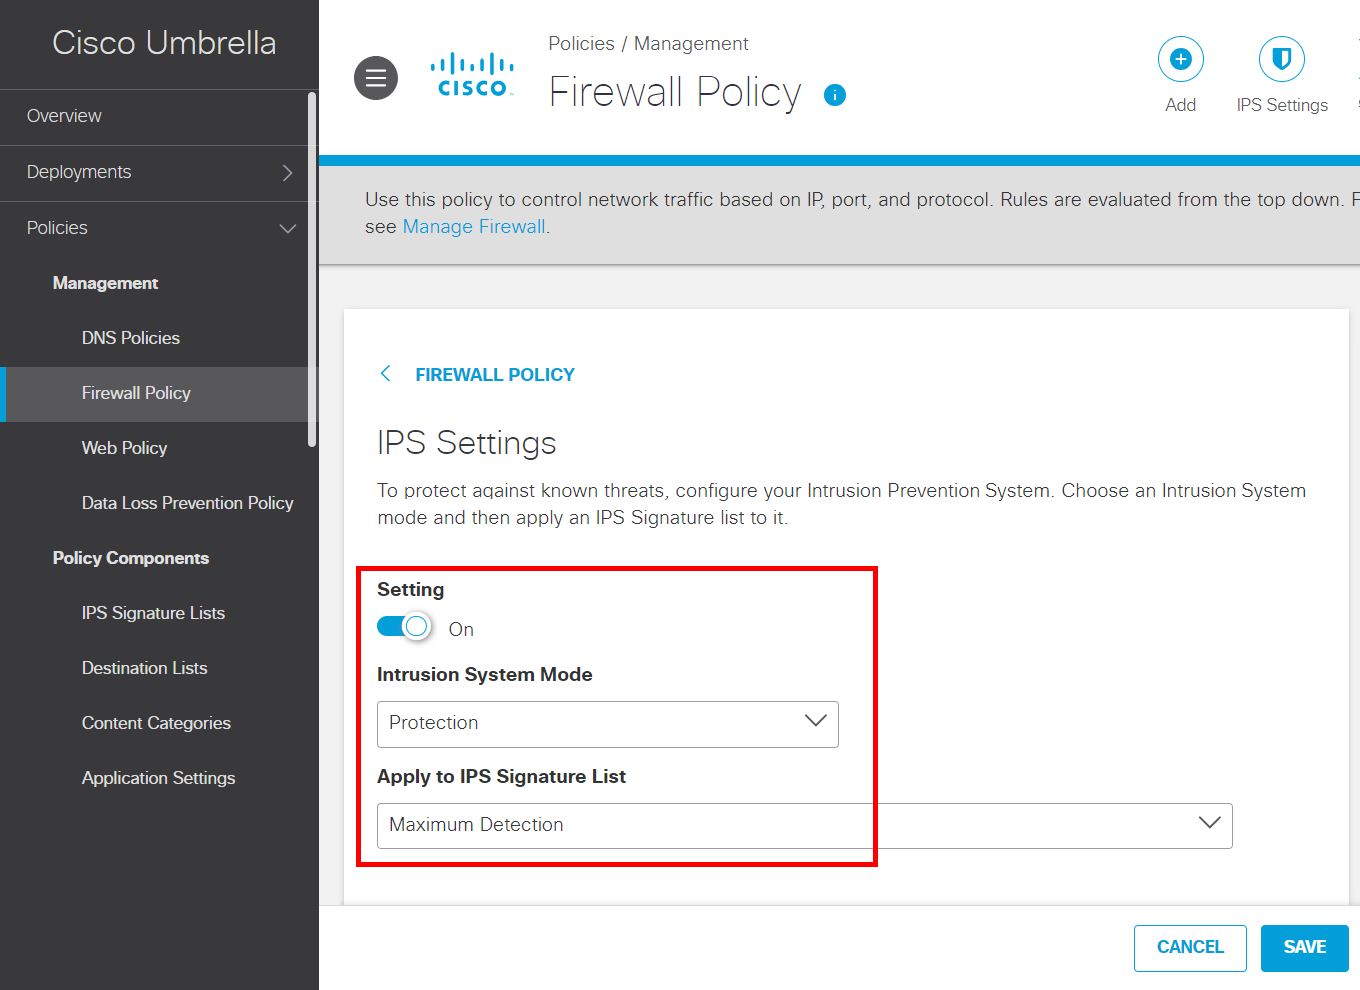 Cisco Umbrella
Overview
Deployments
Policies
Management
DNS Policies
Firewall Policy
Web Policy
Data Loss Prevention Policy
Policy Components
IPS Signature Lists
Destination Lists
Content Categories
Application Settings
CISCO
Policies / Management
Firewall Policy
Add
IPS Settings
Use this policy to control network traffic based on IP, port, and protocol. Rules are evaluated from the top down.
see Manage Firewall.
FIREWALL POLICY
IPS Settings
To protect against known threats, configure your Intrusion Prevention System. Choose an Intrusion System
mode and then apply an IPS Signature list to it.
Setting
On
Intrusion System Mode
Protection
Apply to IPS Signature List
Maximum Detection
CANCEL
SAVE